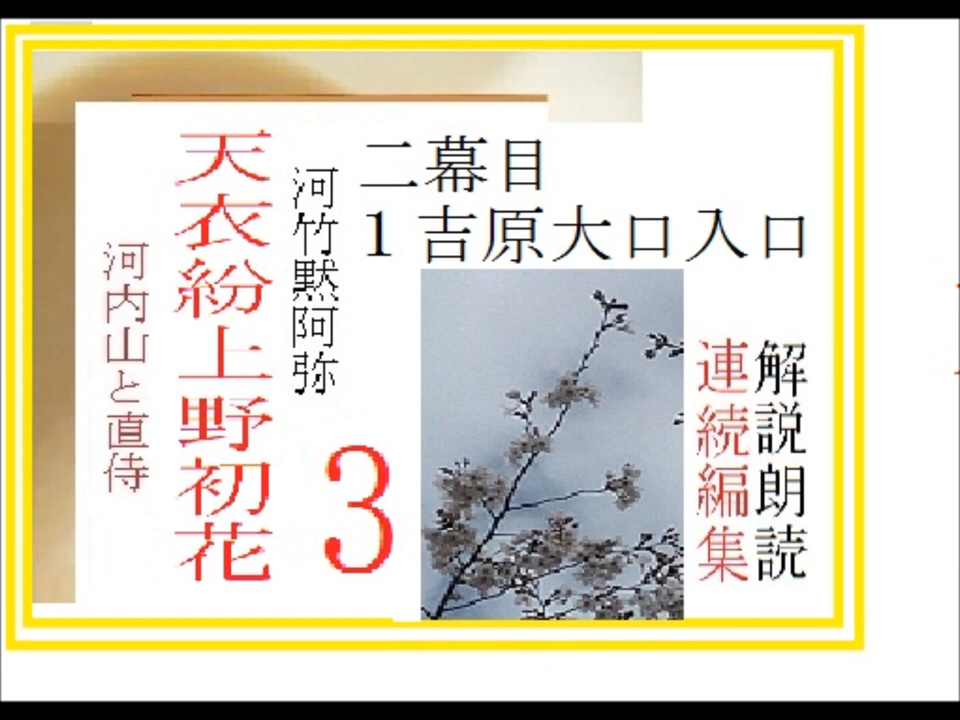 二幕目
1 吉原大口入口
解説朗読
連続編集
河竹黙阿弥
3
天衣紛上野初花
河内山と直侍